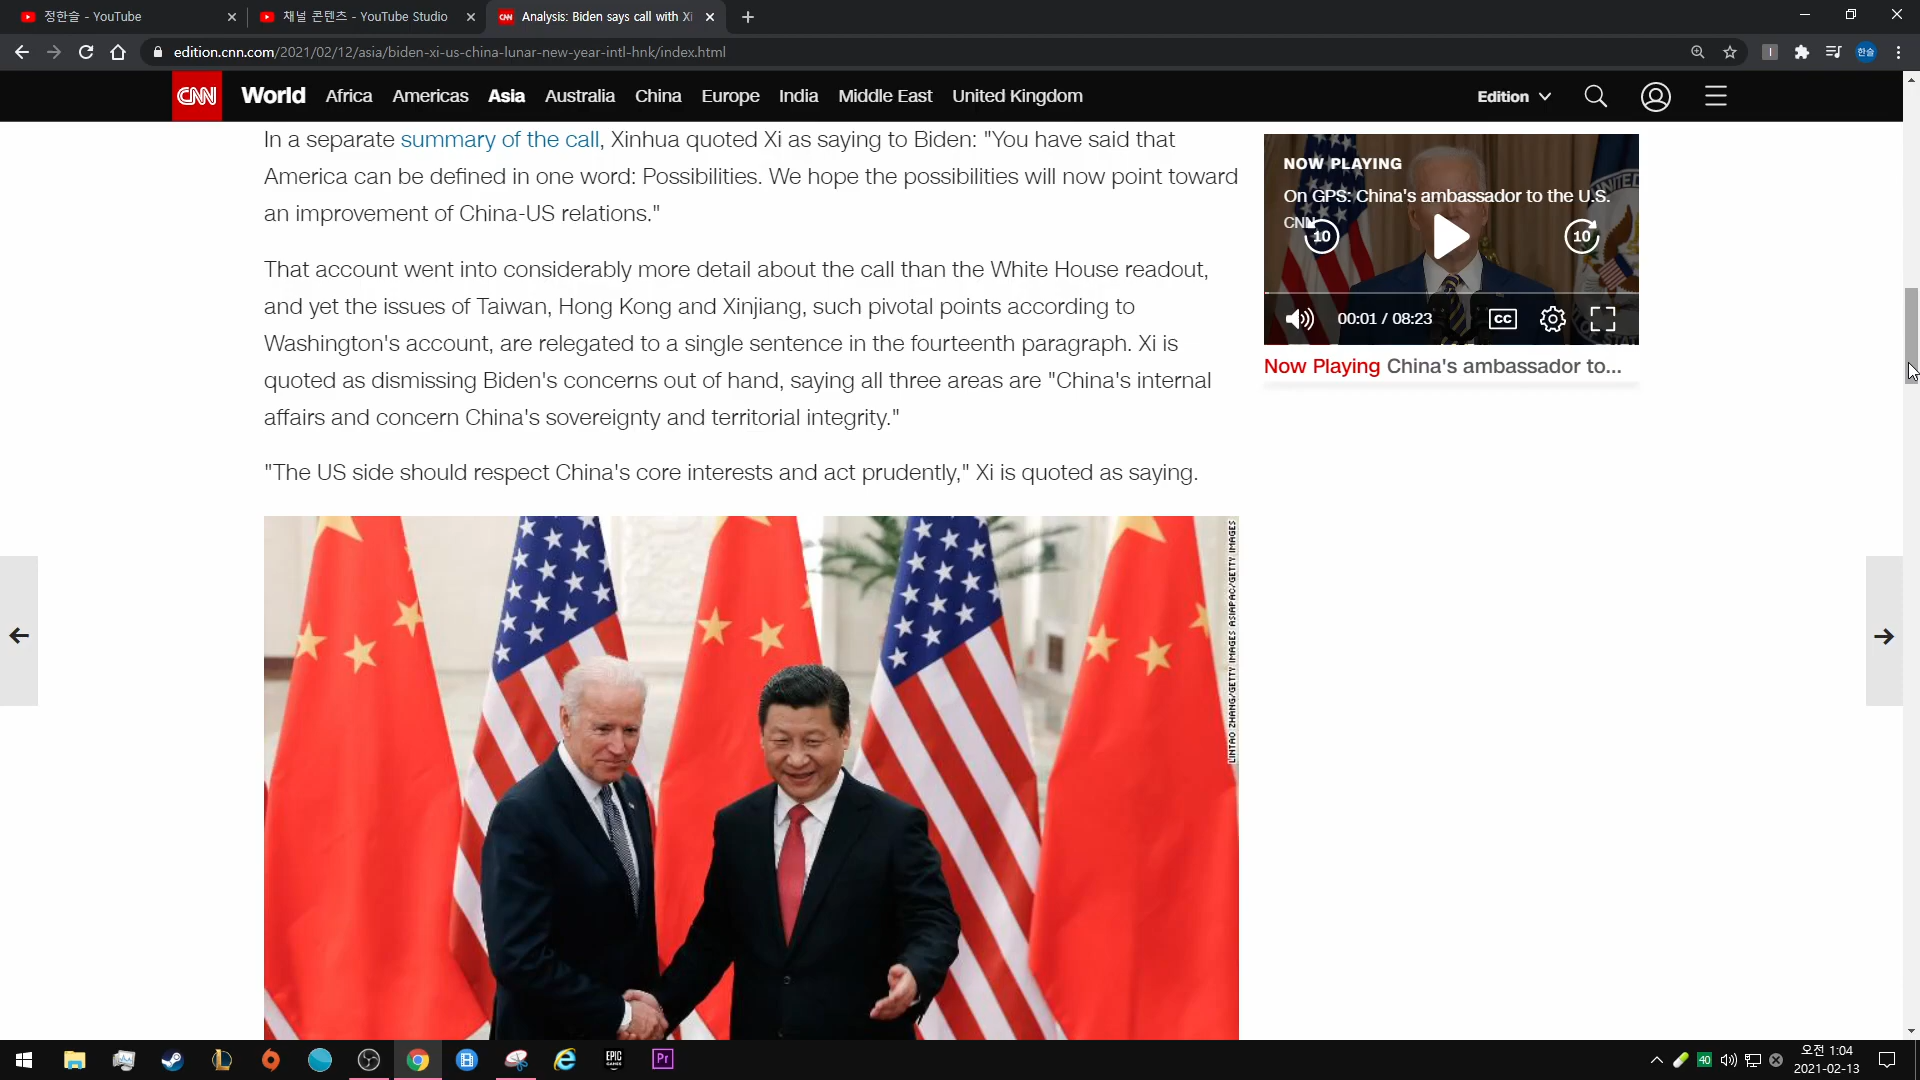 정한슬 - YouTube
채널 콘텐츠 - YouTube Studio
CNN Analysis: Biden says call with Xi
edition.cnn.com/2021/02/12/asia/biden-xi-us-china-lunar-new-year-intl-hnk/index.html
한슬
CNN World Africa Americas Asia Australia China Europe India Middle East United Kingdom
Edition
In a separate summary of the call, Xinhua quoted Xi as saying to Biden: "You have said that
America can be defined in one word: Possibilities. We hope the possibilities will now point toward
an improvement of China-US relations."
That account went into considerably more detail about the call than the White House readout,
and yet the issues of Taiwan, Hong Kong and Xinjiang, such pivotal points according to
Washington's account, are relegated to a single sentence in the fourteenth paragraph. Xi is
quoted as dismissing Biden's concerns out of hand, saying all three areas are "China's internal
affairs and concern China's sovereignty and territorial integrity."
"The US side should respect China's core interests and act prudently," Xi is quoted as saying.
LINTAO ZHANG/GETTY IMAGES ASIAPAC/GETTY IMAGES
NOW PLAYING
On GPS: China's ambassador to the U.S.
CNN
10
10
00:01 / 08:23
CC
Now Playing China's ambassador to...
EPIC
GAMES
Pr
40
오전 1:04
2021-02-13